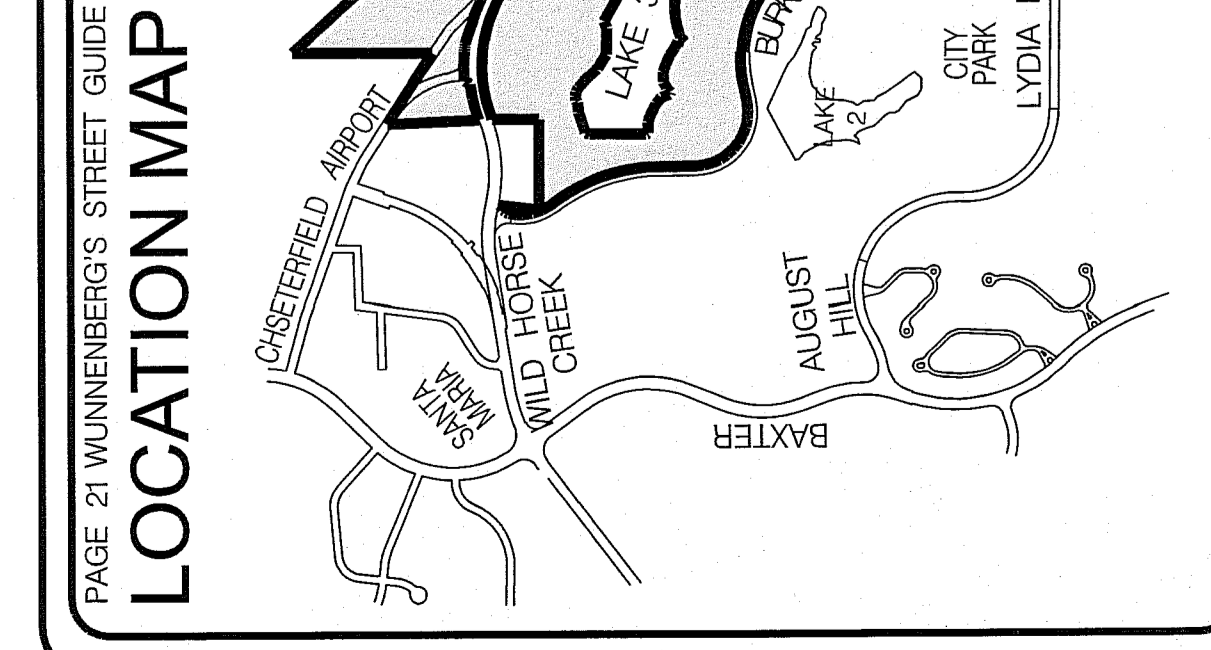 PAGE 21 WUNNENBERG'S STREET GUIDE
LOCATION MAP
CHSETERFIELD AIRPORT
SANTA
MARIA
WILD HORSE
CREEK
LAKE
BAXTER
AUGUST
HILL
LAKE
2
CITY
PARK
LYDIA